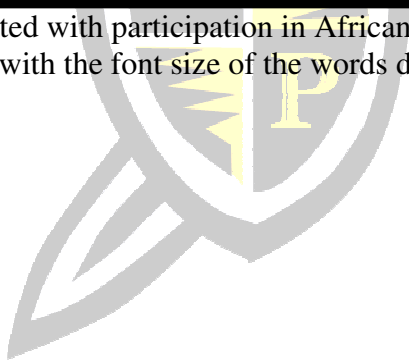 ted with participation in African
with the font size of the words d
P